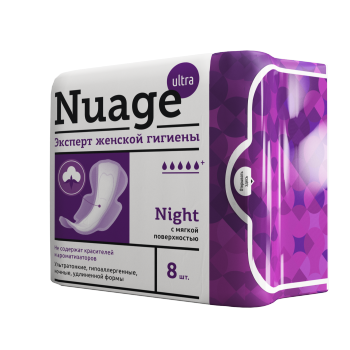 Nuage
ultra
Эксперт женской гигиены
Night
с мягкой
поверхностью
Не содержат красителей
и ароматизаторов
Ультратонкие, гипоаллергенные,
ночные, удлиненной формы
8 шт.